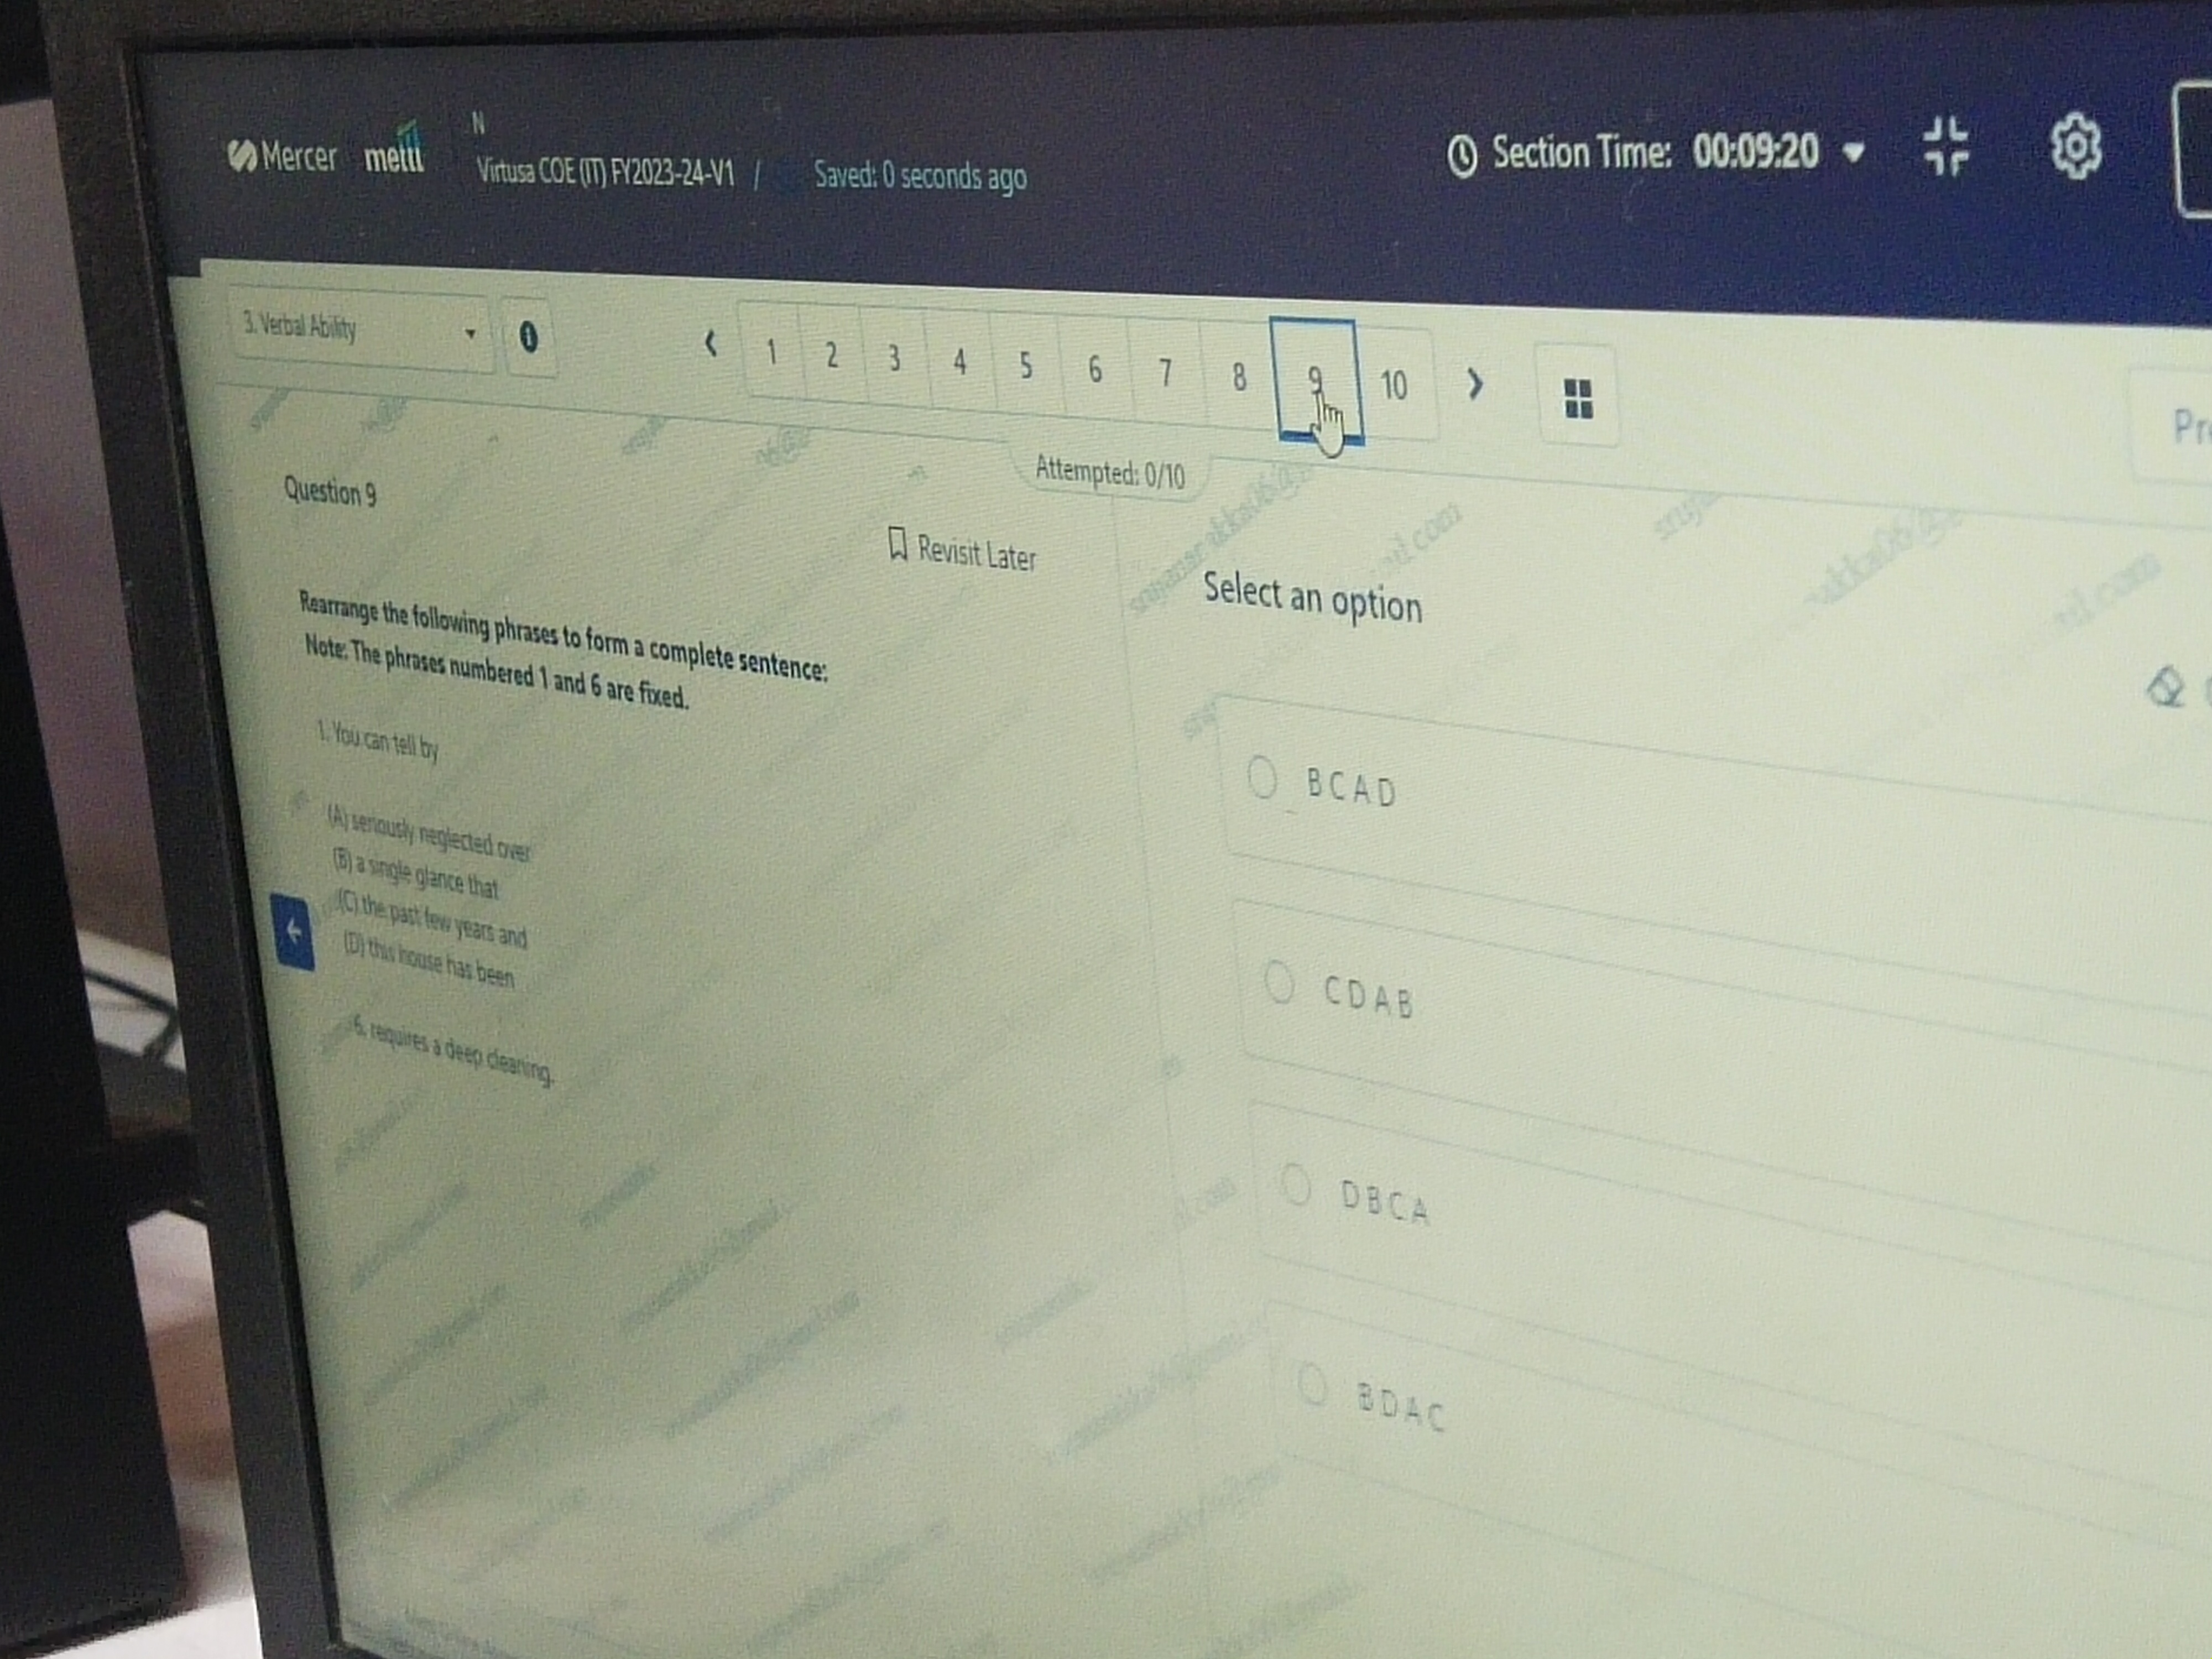 Mercer mettl
N
Virtusa COE (IT) FY2023-24-V1 / Saved: 0 seconds ago
Section Time: 00:09:20
3. Verbal Ability
1 2 3 4 5 6 7 8 9 10
Attempted: 0/10
Question 9
Revisit Later
Rearrange the following phrases to form a complete sentence:
Note: The phrases numbered 1 and 6 are fixed.
1. You can tell by
(A) seriously neglected over
(B) a single glance that
(C) the past few years and
(D) this house has been
6. requires a deep cleaning.
Select an option
B C A D
C D A B
D B C A
B D A C